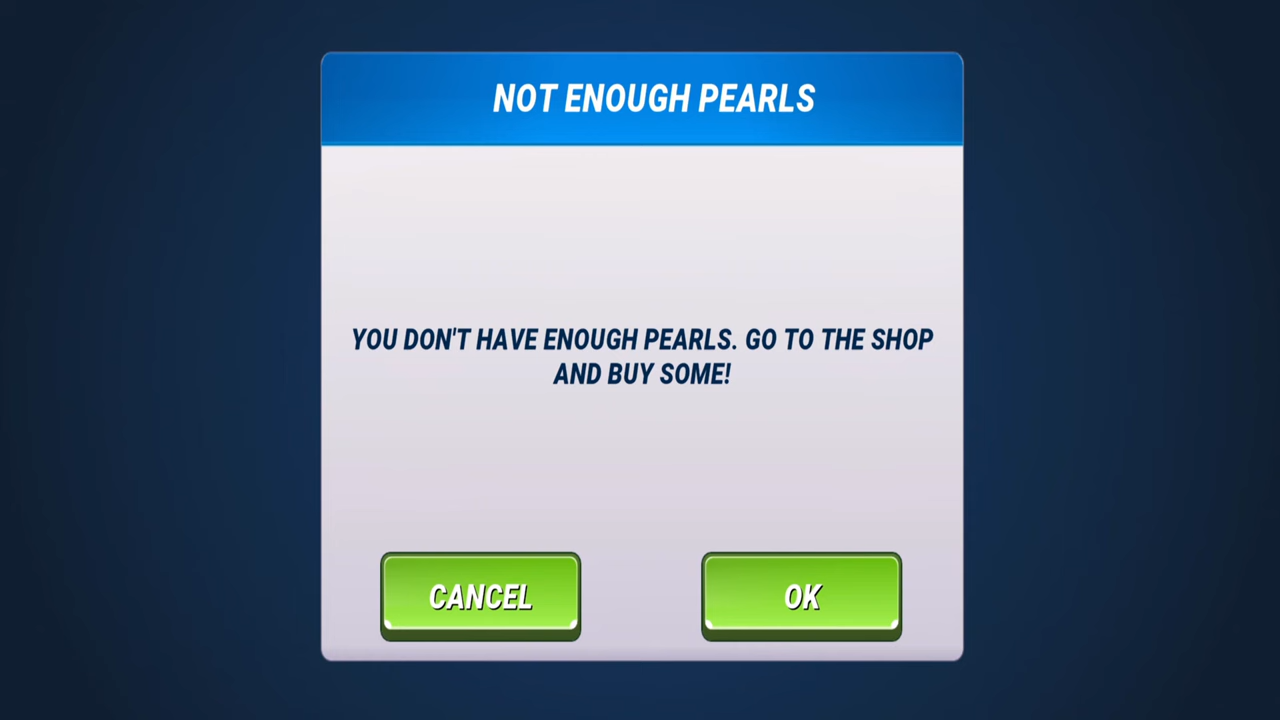 NOT ENOUGH PEARLS
YOU DON'T HAVE ENOUGH PEARLS. GO TO THE SHOP
AND BUY SOME!
CANCEL
OK